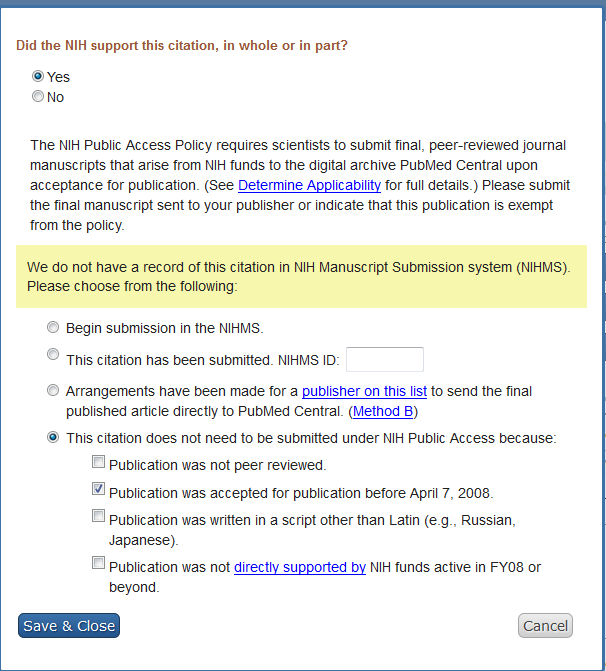 Did the NIH support this citation, in whole or in part?
Yes
No
The NIH Public Access Policy requires scientists to submit final, peer-reviewed journal
manuscripts that arise from NIH funds to the digital archive PubMed Central upon
acceptance for publication. (See Determine Applicability for full details.) Please submit
the final manuscript sent to your publisher or indicate that this publication is exempt
from the policy.
We do not have a record of this citation in NIH Manuscript Submission system (NIHMS).
Please choose from the following:
Begin submission in the NIHMS.
This citation has been submitted. NIHMS ID:
Arrangements have been made for a publisher on this list to send the final
published article directly to PubMed Central. (Method B)
This citation does not need to be submitted under NIH Public Access because:
Publication was not peer reviewed.
Publication was accepted for publication before April 7, 2008.
Publication was written in a script other than Latin (e.g., Russian,
Japanese).
Publication was not directly supported by NIH funds active in FY08 or
beyond.
Save & Close Cancel